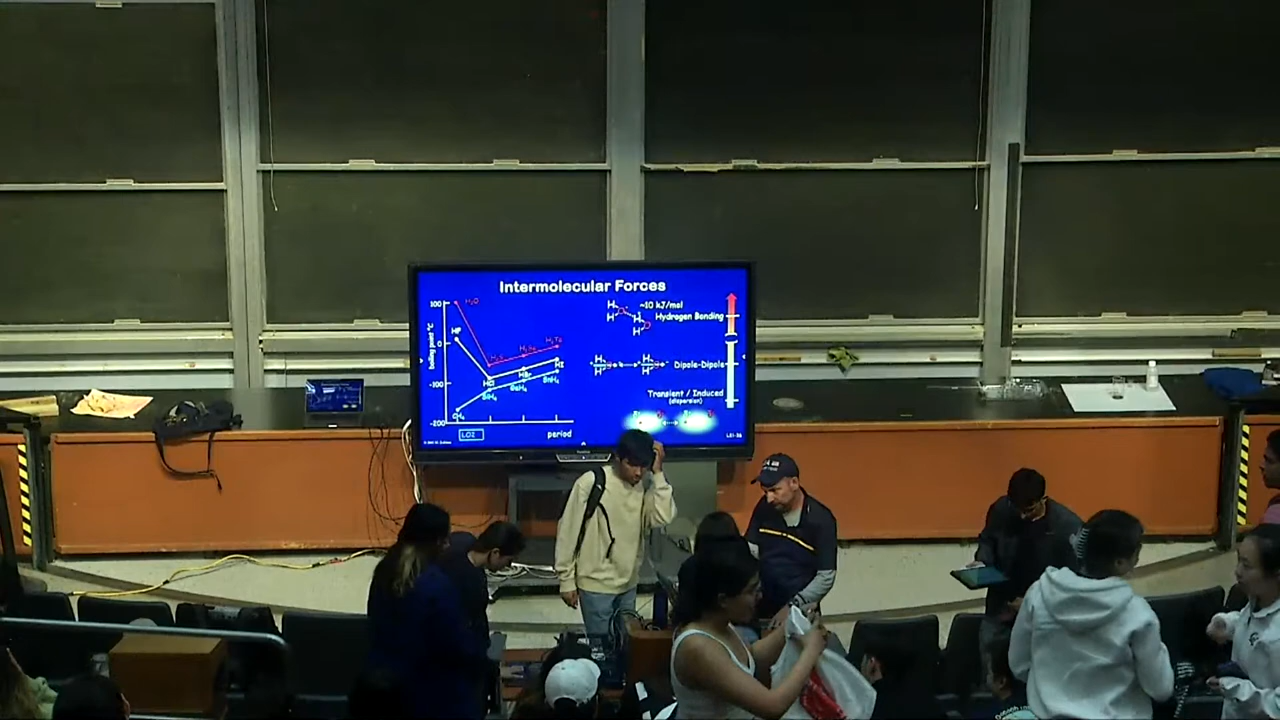 Intermolecular Forces
100
H₂O
~10 kJ/mol
Hydrogen Bonding
HF
0
boiling point °C
H₂S
H₂Se
H₂Te
Dipole-Dipole
HCl
HBr
HI
-100
SiH₄
GeH₄
SnH₄
Transient / Induced
(dispersion)
CH₄
-200
LO2
period